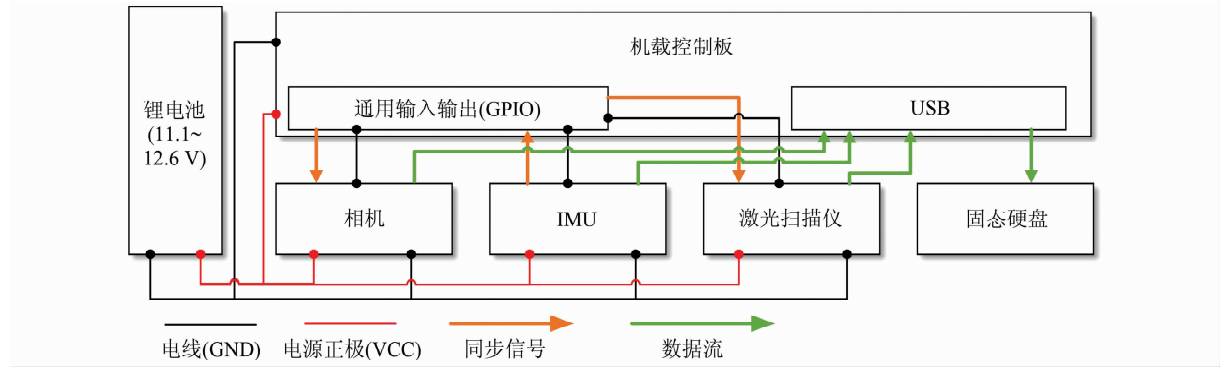 机载控制板
锂电池
(11.1~
12.6 V)
通用输入输出(GPIO)
USB
相机
IMU
激光扫描仪
固态硬盘
电线(GND)
电源正极(VCC)
同步信号
数据流